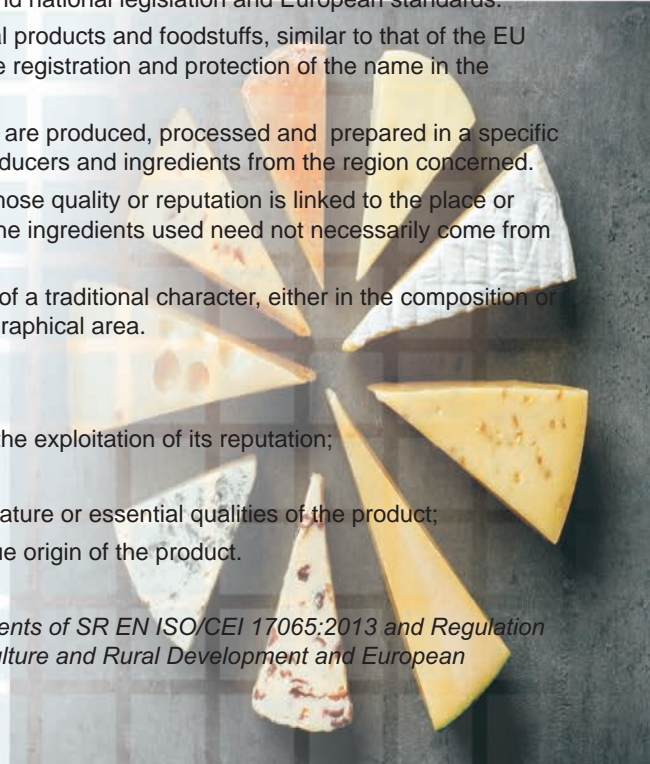 nd national legislation and European standards.
al products and foodstuffs, similar to that of the EU
e registration and protection of the name in the
are produced, processed and prepared in a specific
ducers and ingredients from the region concerned.
hose quality or reputation is linked to the place or
he ingredients used need not necessarily come from
of a traditional character, either in the composition or
raphical area.
the exploitation of its reputation;
ature or essential qualities of the product;
ue origin of the product.
ents of SR EN ISO/CEI 17065:2013 and Regulation
ulture and Rural Development and European